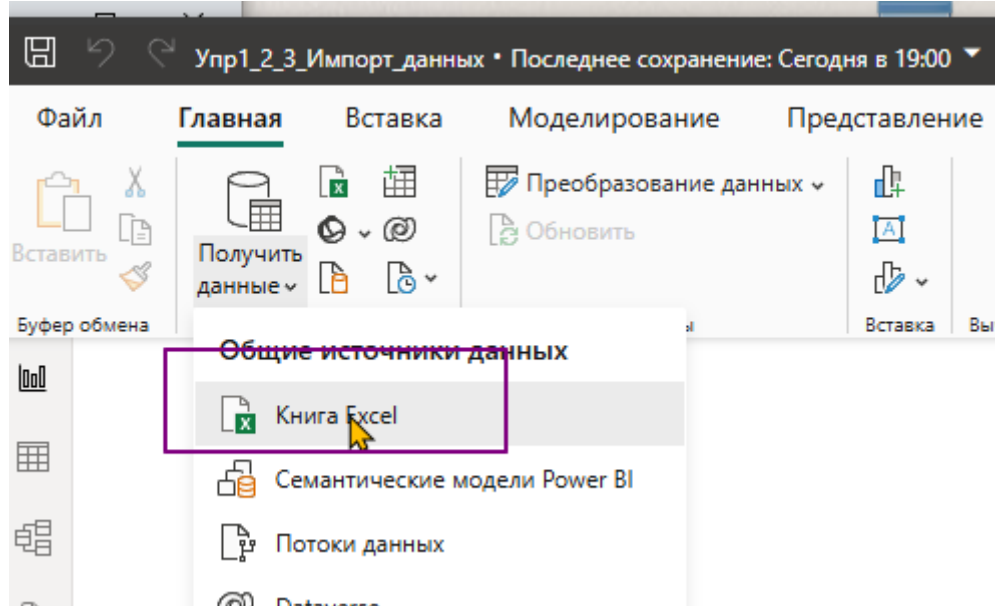 Упр1_2_3_Импорт_данных • Последнее сохранение: Сегодня в 19:00
Файл Главная Вставка Моделирование Представление
Вставить
Получить данные
Преобразование данных
Обновить
Буфер обмена
Вставка
Общие источники данных
Книга Excel
Семантические модели Power BI
Потоки данных
Dataverse